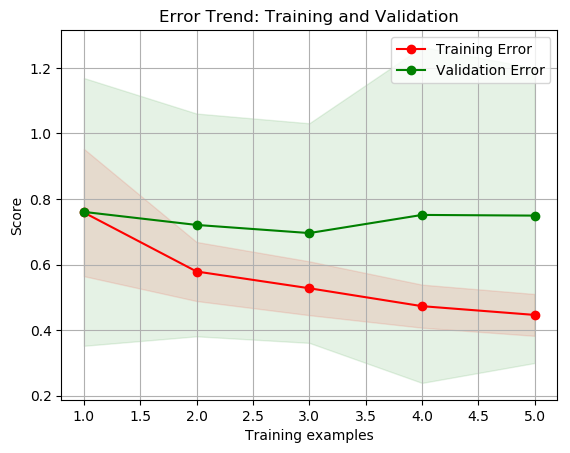 Error Trend: Training and Validation
Training Error
Validation Error
Score
1.2
1.0
0.8
0.6
0.4
0.2
1.0 1.5 2.0 2.5 3.0 3.5 4.0 4.5 5.0
Training examples